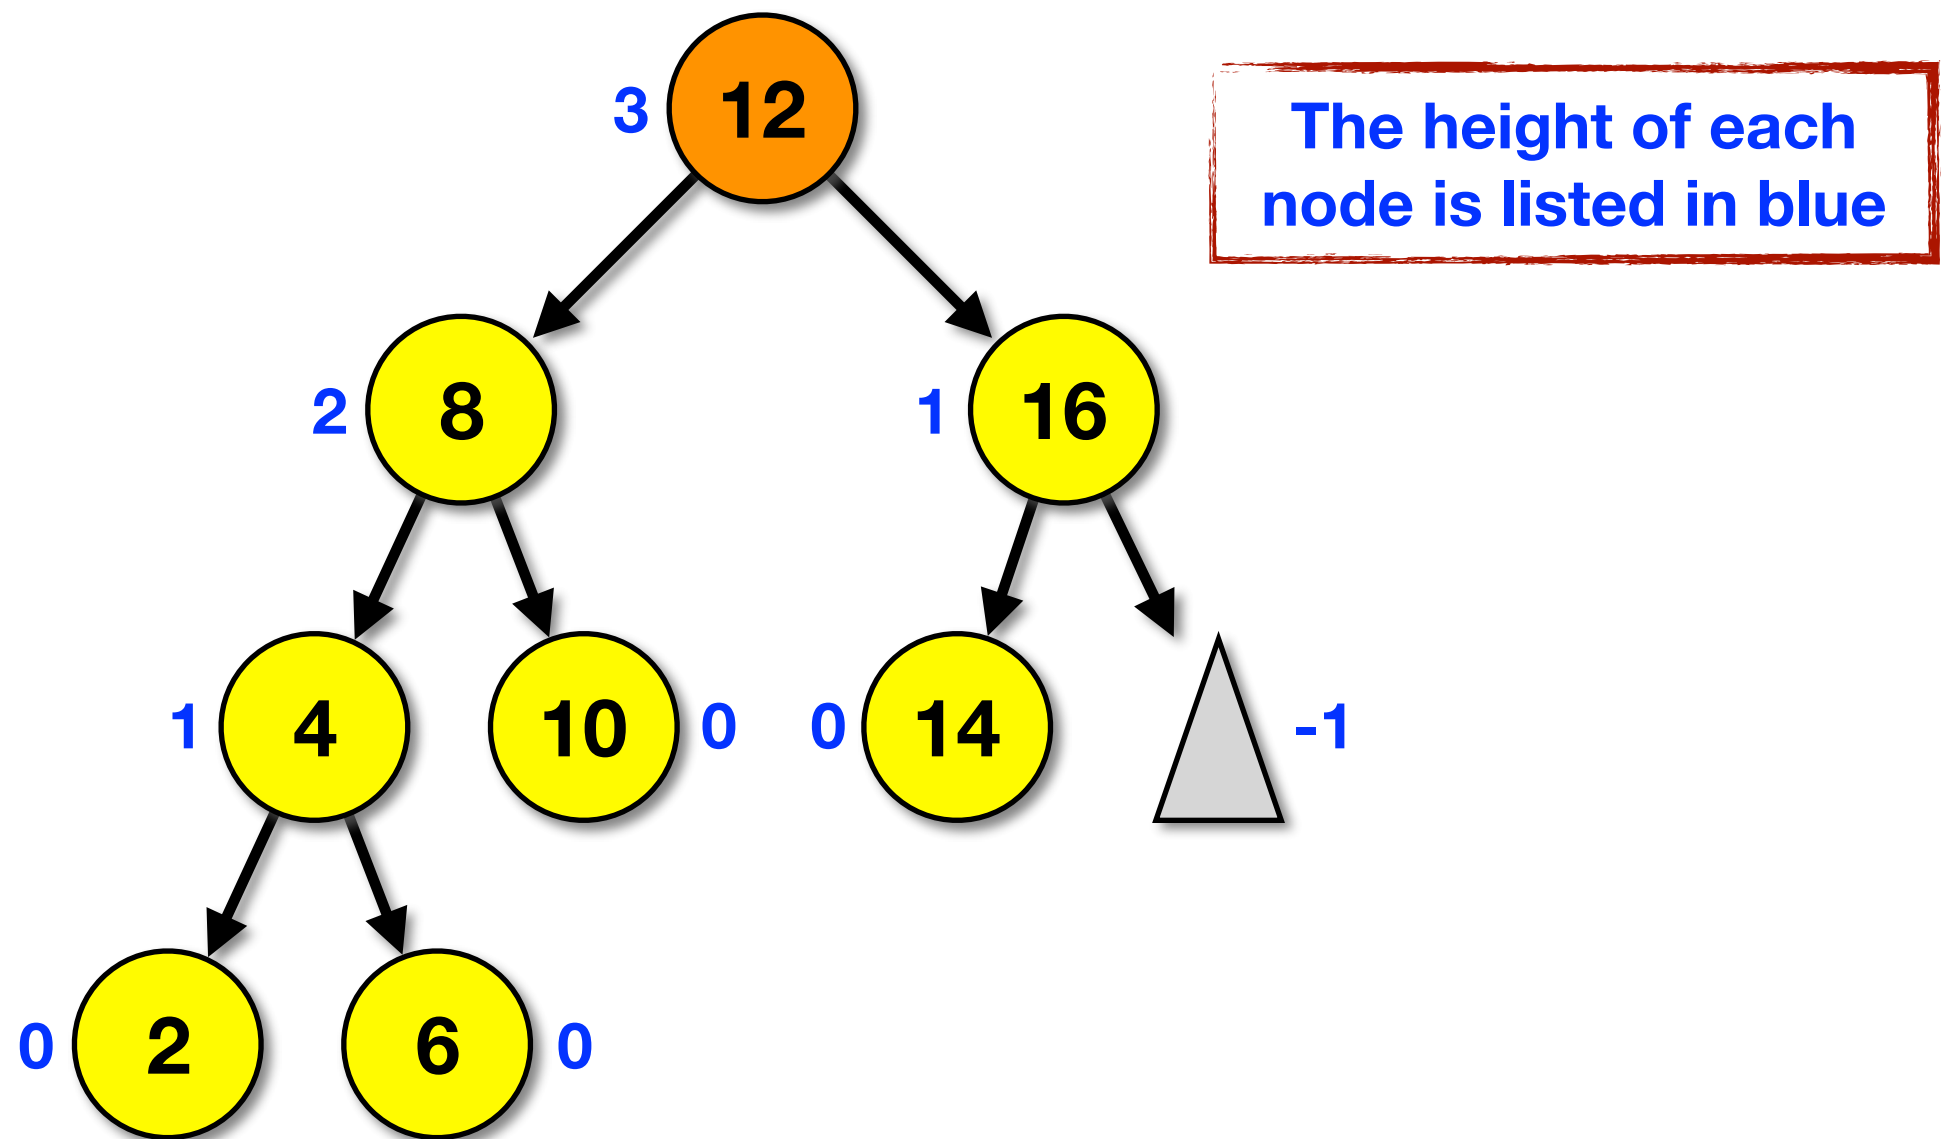 3 12
The height of each
node is listed in blue
2 8 1 16
1 4 10 0 0 14 -1
0 2 6 0